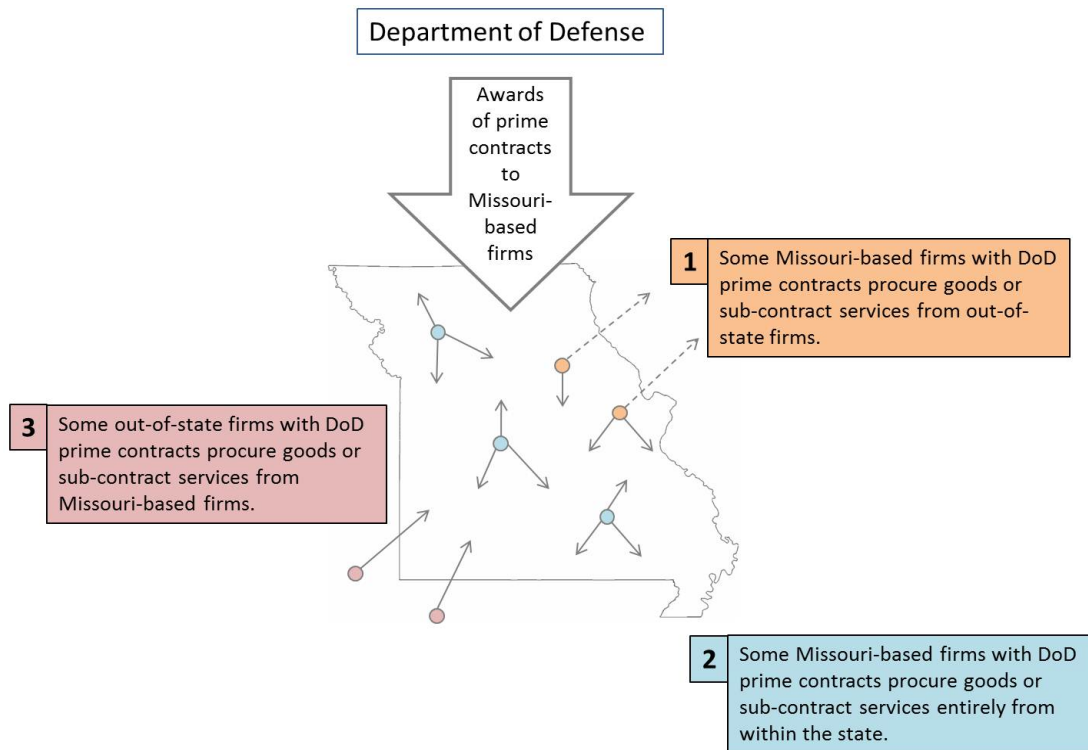 Department of Defense
Awards
of prime
contracts
to
Missouri-
based
firms
1
Some Missouri-based firms with DoD
prime contracts procure goods or
sub-contract services from out-of-
state firms.
3
Some out-of-state firms with DoD
prime contracts procure goods or
sub-contract services from
Missouri-based firms.
2
Some Missouri-based firms with DoD
prime contracts procure goods or
sub-contract services entirely from
within the state.